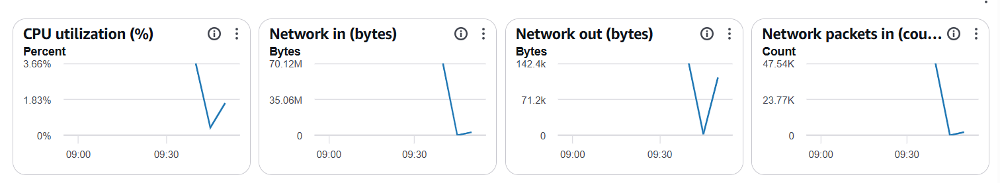 CPU utilization (%)
Percent
3.66%
1.83%
0%
09:00 09:30
Network in (bytes)
Bytes
70.12M
35.06M
0
09:00 09:30
Network out (bytes)
Bytes
142.4k
71.2k
0
09:00 09:30
Network packets in (cou...
Count
47.54K
23.77K
0
09:00 09:30